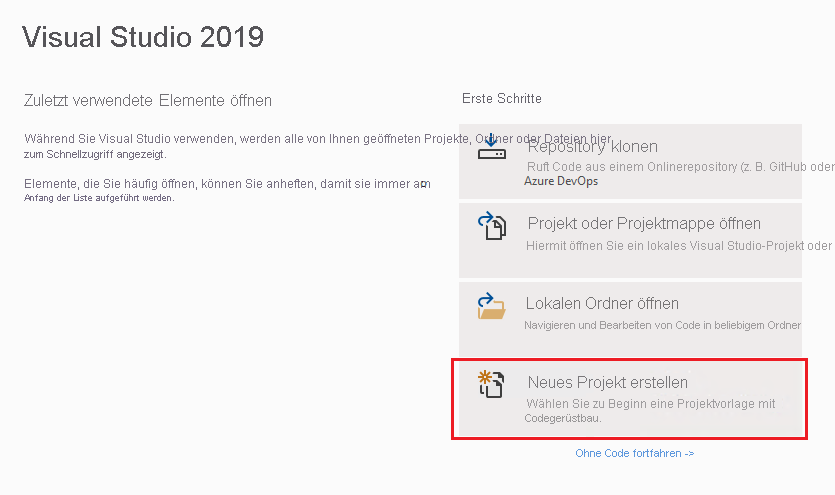 Visual Studio 2019
Zuletzt verwendete Elemente öffnen
Während Sie Visual Studio verwenden, werden alle von Ihnen geöffneten Projekte, Ordner oder Dateien hier
zum Schnellzugriff angezeigt.
Elemente, die Sie häufig öffnen, können Sie anheften, damit sie immer am
Anfang der Liste aufgeführt werden.
Erste Schritte
Repository klonen
Ruft Code aus einem Onlinerepository (z. B. GitHub oder
Azure DevOps
Projekt oder Projektmappe öffnen
Hiermit öffnen Sie ein lokales Visual Studio-Projekt oder
Lokalen Ordner öffnen
Navigieren und Bearbeiten von Code in beliebigem Ordner
Neues Projekt erstellen
Wählen Sie zu Beginn eine Projektvorlage mit
Codegerüstbau.
Ohne Code fortfahren ->